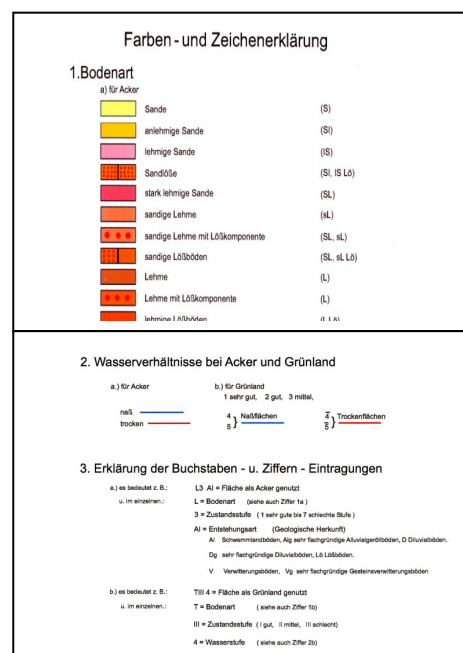 Farben - und Zeichenerklärung
1.Bodenart
a) für Acker
Sande (S)
anlehmige Sande (Sl)
lehmige Sande (lS)
Sandlöße (Sl, lS Lö)
stark lehmige Sande (SL)
sandige Lehme (sL)
sandige Lehme mit Lößkomponente (SL, sL)
sandige Lößböden (SL, sL Lö)
Lehme (L)
Lehme mit Lößkomponente (L)
lehmige Lößböden (L Lö)
2. Wasserverhältnisse bei Acker und Grünland
a.) für Acker b.) für Grünland
1 sehr gut, 2 gut, 3 mittel,
naß 4 5 } Naßflächen 4 5 } Trockenflächen
trocken
3. Erklärung der Buchstaben - u. Ziffern - Eintragungen
a.) es bedeutet z. B.: L3 Al = Fläche als Acker genutzt
u. im einzelnen.: L = Bodenart (siehe auch Ziffer 1a )
3 = Zustandsstufe ( 1 sehr gute bis 7 schlechte Stufe )
Al = Entstehungsart (Geologische Herkunft)
Al Schwemmlandböden, Alg sehr flachgründige Alluvialgeröllböden, D Diluvialböden.
Dg sehr flachgründige Diluvialböden, Lö Lößböden.
V Verwitterungsböden, Vg sehr flachgründige Gesteinsverwitterungsböden
b.) es bedeutet z. B.: TIII 4 = Fläche als Grünland genutzt
u. im einzelnen.: T = Bodenart ( siehe auch Ziffer 1b)
III = Zustandsstufe ( I gut, II mittel, III schlecht)
4 = Wasserstufe ( siehe auch Ziffer 2b)